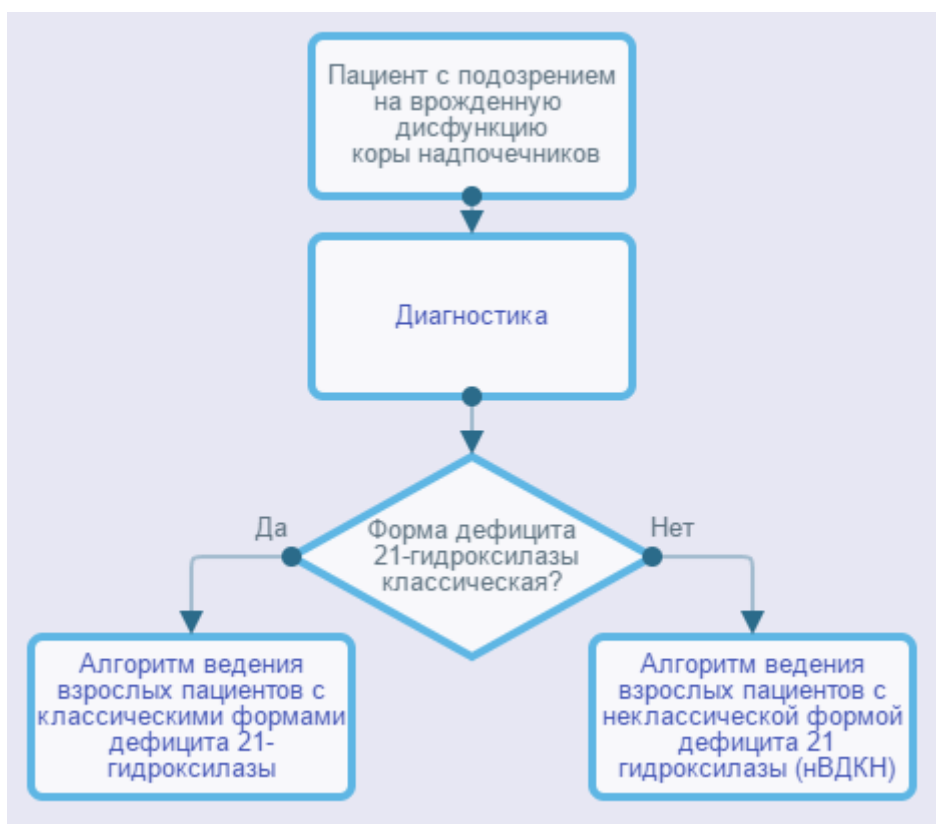 Пациент с подозрением
на врожденную
дисфункцию
коры надпочечников
Диагностика
Да
Форма дефицита
21-гидроксилазы
классическая?
Нет
Алгоритм ведения
взрослых пациентов с
классическими формами
дефицита 21-
гидроксилазы
Алгоритм ведения
взрослых пациентов с
неклассической формой
дефицита 21
гидроксилазы (нВДКН)